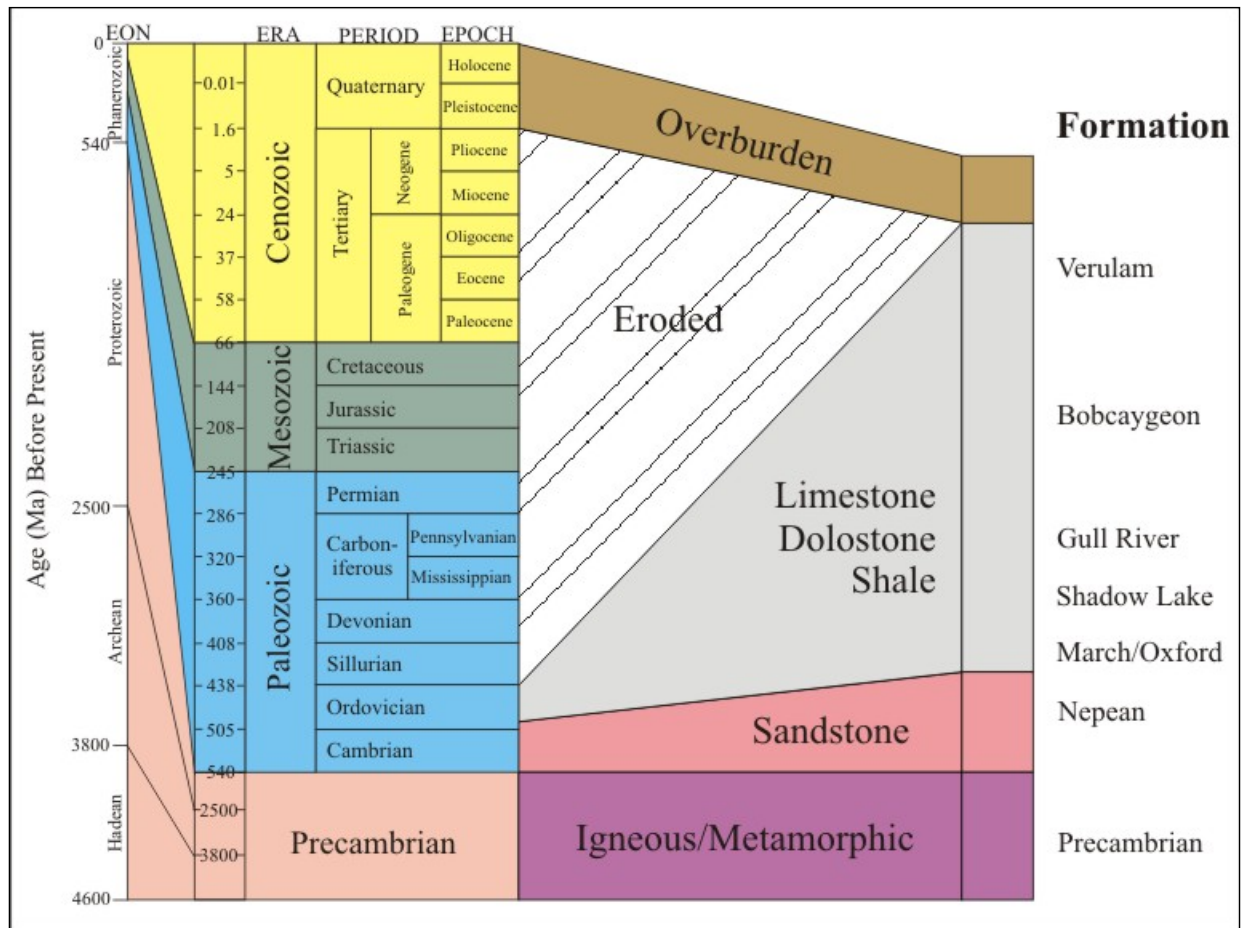 EON
ERA
PERIOD
EPOCH
Age (Ma) Before Present
0
540
2500
3800
4600
Phanerozoic
Proterozoic
Archean
Hadean
0.01
1.6
5
24
37
58
66
144
208
245
286
320
360
408
438
505
540
2500
3800
Cenozoic
Mesozoic
Paleozoic
Precambrian
Quaternary
Tertiary
Neogene
Paleogene
Holocene
Pleistocene
Pliocene
Miocene
Oligocene
Eocene
Paleocene
Cretaceous
Jurassic
Triassic
Permian
Carbon-
iferous
Pennsylvanian
Mississippian
Devonian
Sillurian
Ordovician
Cambrian
Overburden
Eroded
Limestone
Dolostone
Shale
Sandstone
Igneous/Metamorphic
Formation
Verulam
Bobcaygeon
Gull River
Shadow Lake
March/Oxford
Nepean
Precambrian